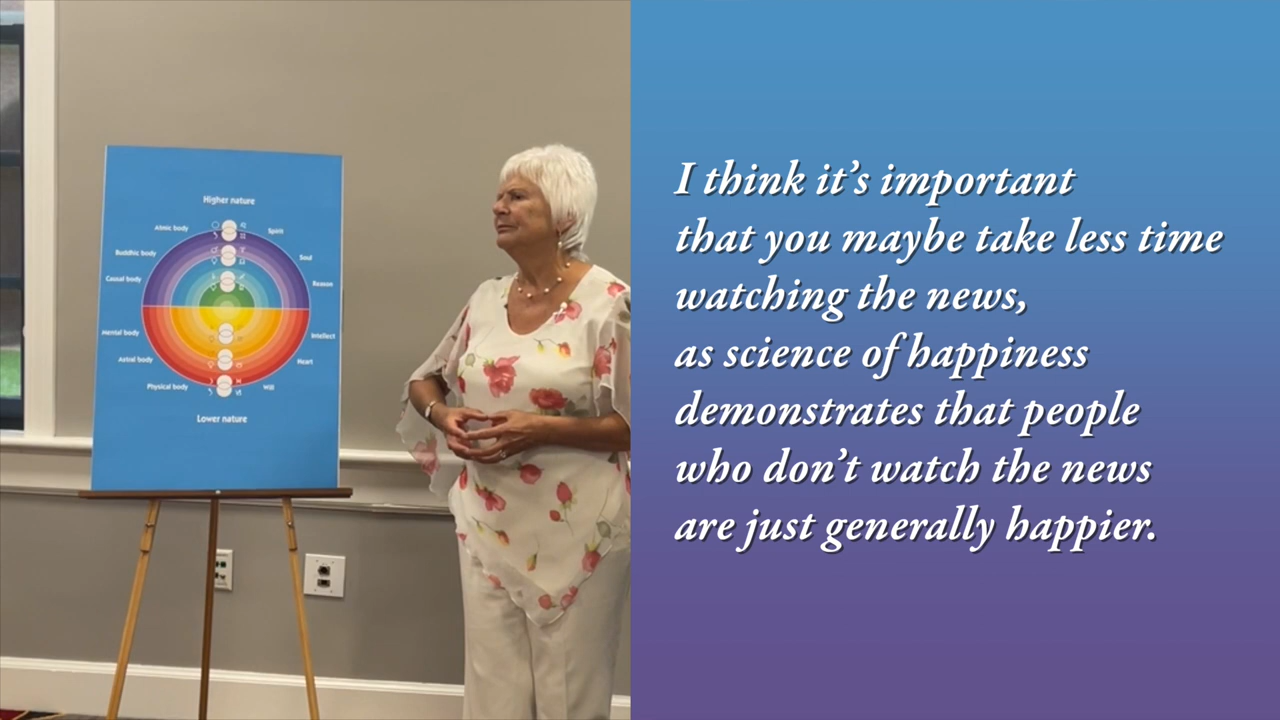 Higher nature
Atmic body
Spirit
Buddhic body
Soul
Causal body
Reason
Mental body
Intellect
Astral body
Heart
Physical body
Will
Lower nature
I think it's important
that you maybe take less time
watching the news,
as science of happiness
demonstrates that people
who don't watch the news
are just generally happier.